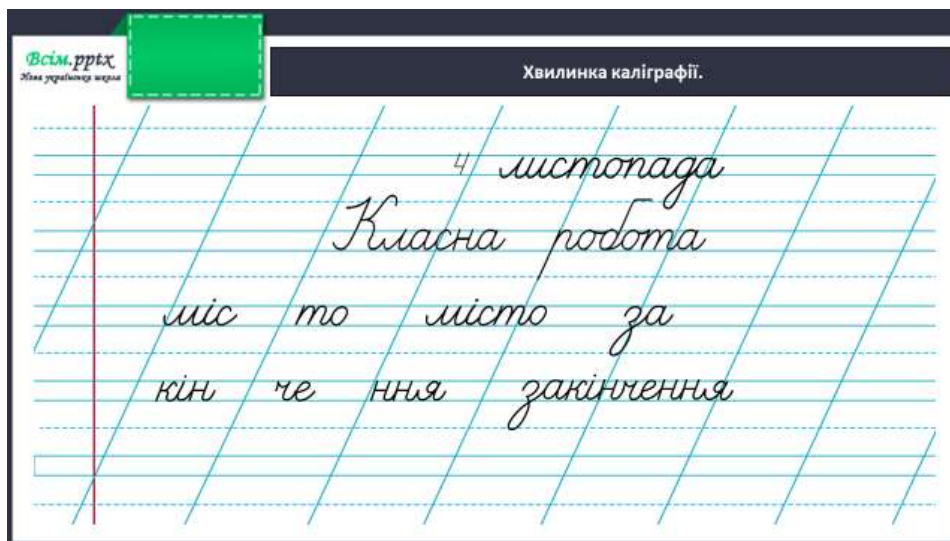 Всім.pptx
Нова українська школа
Хвилинка каліграфії.
4 листопада
Класна робота
міс то місто за
кін че ння закінчення